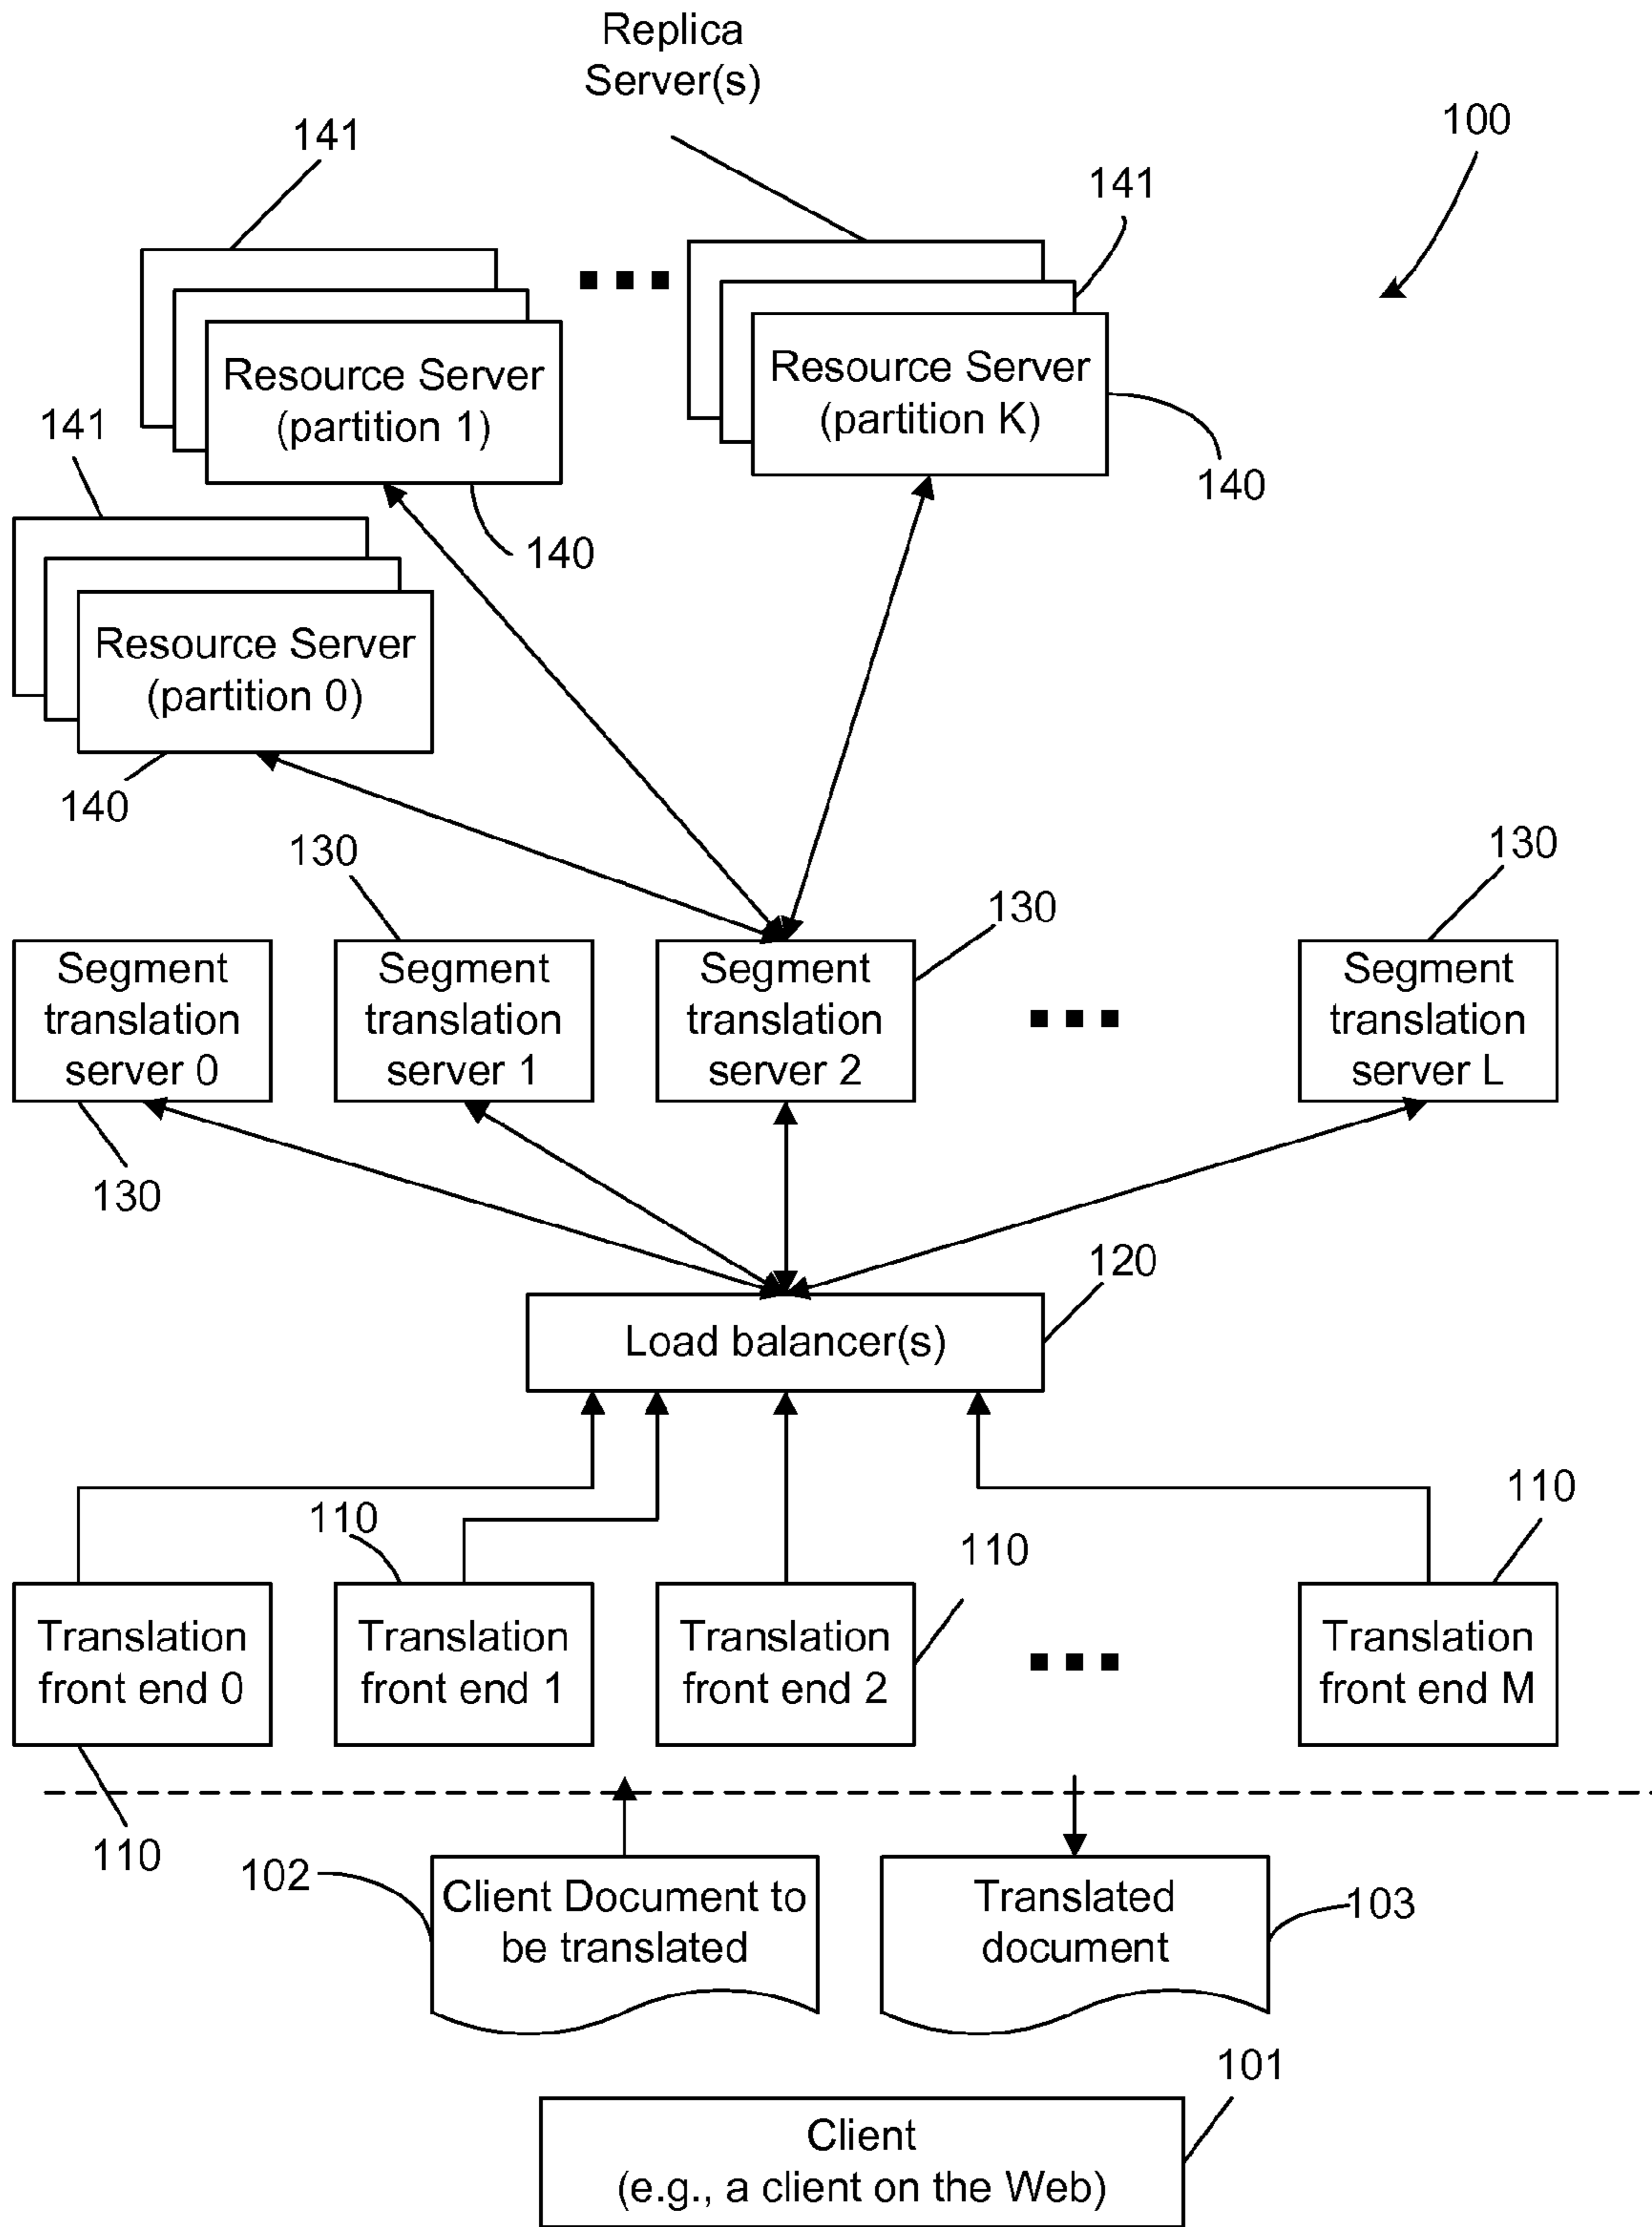 Replica
Server(s)
100
141
141
Resource Server
(partition 1)
Resource Server
(partition K)
141
140
140
Resource Server
(partition 0)
140
130
130
130
Segment
translation
server 0
Segment
translation
server 1
Segment
translation
server 2
Segment
translation
server L
130
120
Load balancer(s)
110
110
110
Translation
front end 0
Translation
front end 1
Translation
front end 2
Translation
front end M
110
102
Client Document to
be translated
Translated
document
103
101
Client
(e.g., a client on the Web)